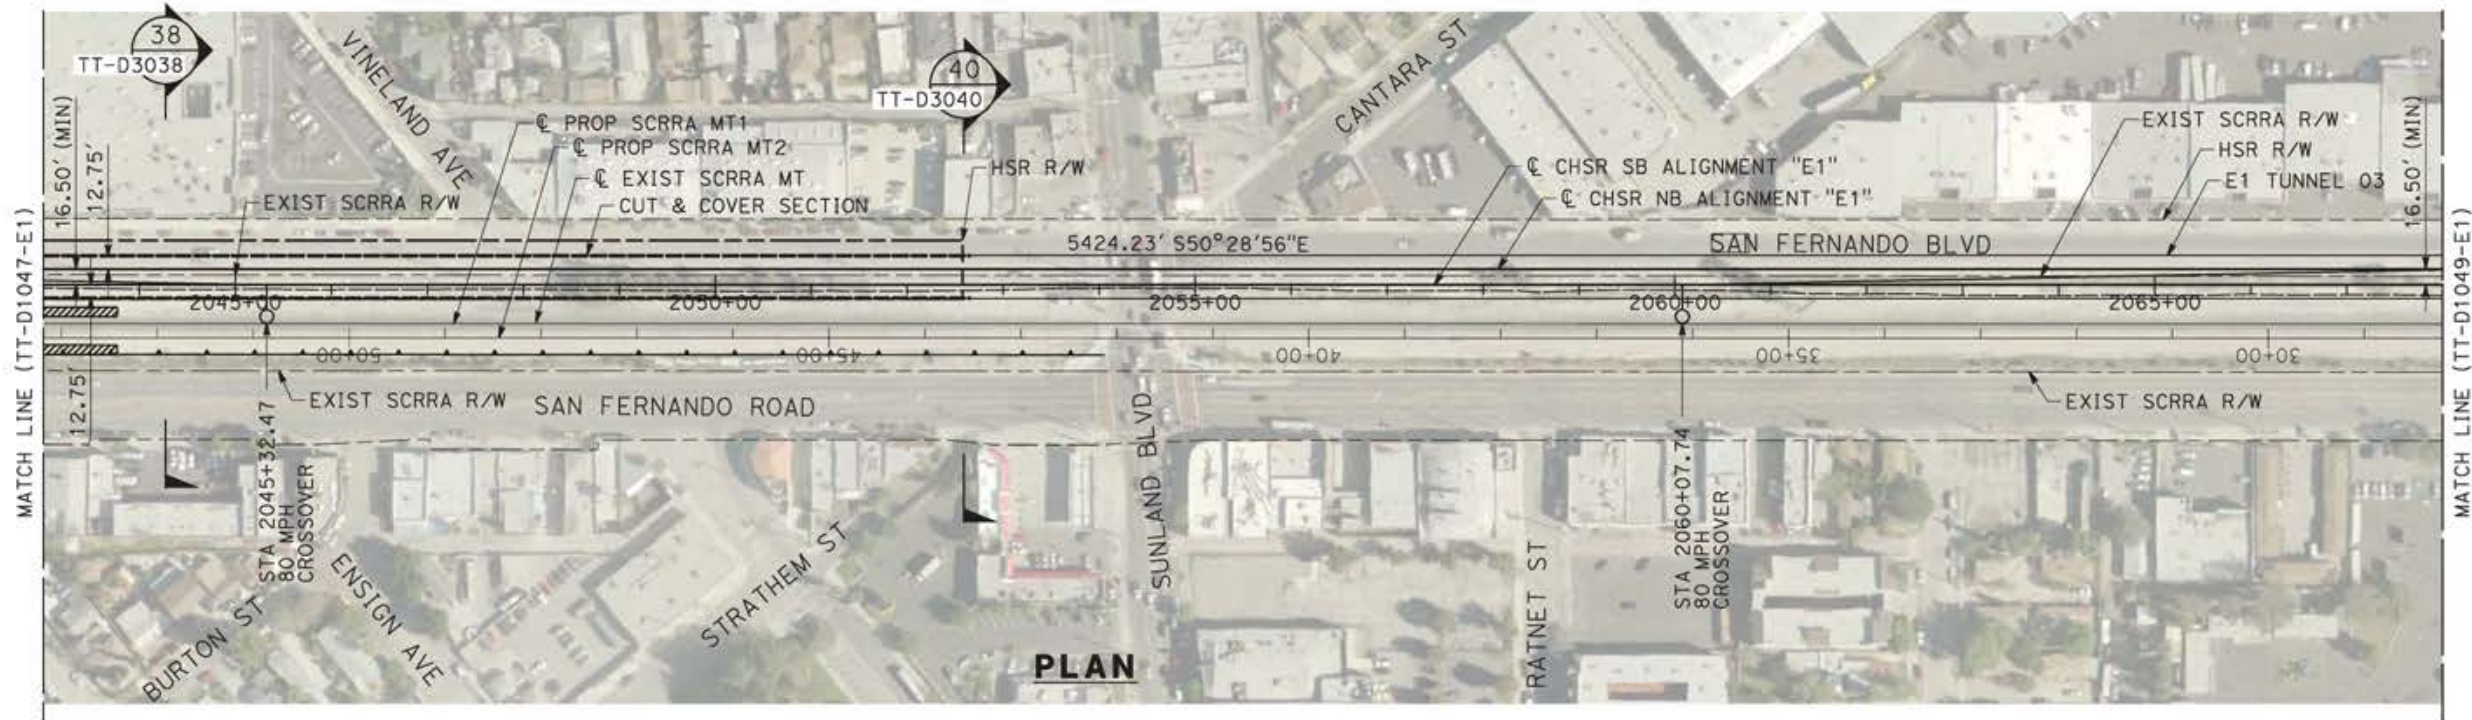 38
TT-D3038
VINELAND AVE
40
TT-D3040
CANTARA ST
16.50' (MIN)
12.75'
℄ PROP SCRRA MT1
℄ PROP SCRRA MT2
℄ EXIST SCRRA MT
CUT & COVER SECTION
EXIST SCRRA R/W
HSR R/W
℄ CHSR SB ALIGNMENT "E1"
℄ CHSR NB ALIGNMENT "E1"
EXIST SCRRA R/W
HSR R/W
E1 TUNNEL 03
16.50' (MIN)
MATCH LINE (TT-D1047-E1)
MATCH LINE (TT-D1049-E1)
5424.23' S50°28'56"E
SAN FERNANDO BLVD
2045+00
2050+00
2055+00
2060+00
2065+00
50+00
45+00
40+00
35+00
30+00
12.75'
EXIST SCRRA R/W
SAN FERNANDO ROAD
EXIST SCRRA R/W
STA 2045+32.47
80 MPH
CROSSOVER
STA 2060+07.74
80 MPH
CROSSOVER
BURTON ST
ENSIGN AVE
STRATHEM ST
SUNLAND BLVD
RATNET ST
PLAN